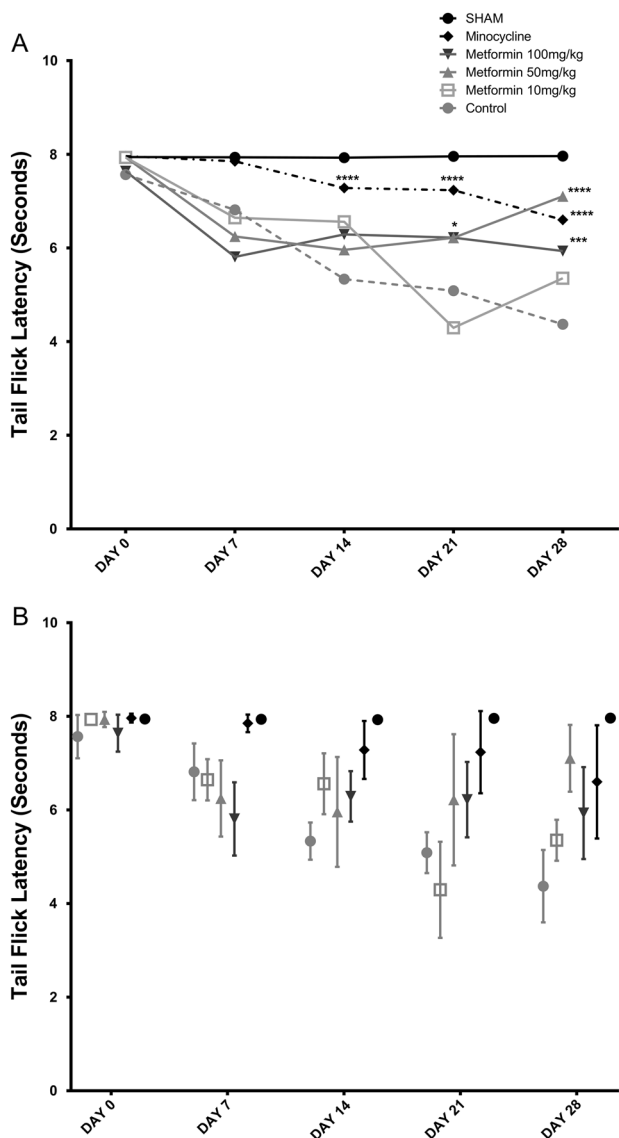 A
SHAM
Minocycline
Metformin 100mg/kg
Metformin 50mg/kg
Metformin 10mg/kg
Control
Tail Flick Latency (Seconds)
10
8
6
4
2
0
****
****
****
****
*
***
DAY 0
DAY 7
DAY 14
DAY 21
DAY 28
B
Tail Flick Latency (Seconds)
10
8
6
4
2
0
DAY 0
DAY 7
DAY 14
DAY 21
DAY 28